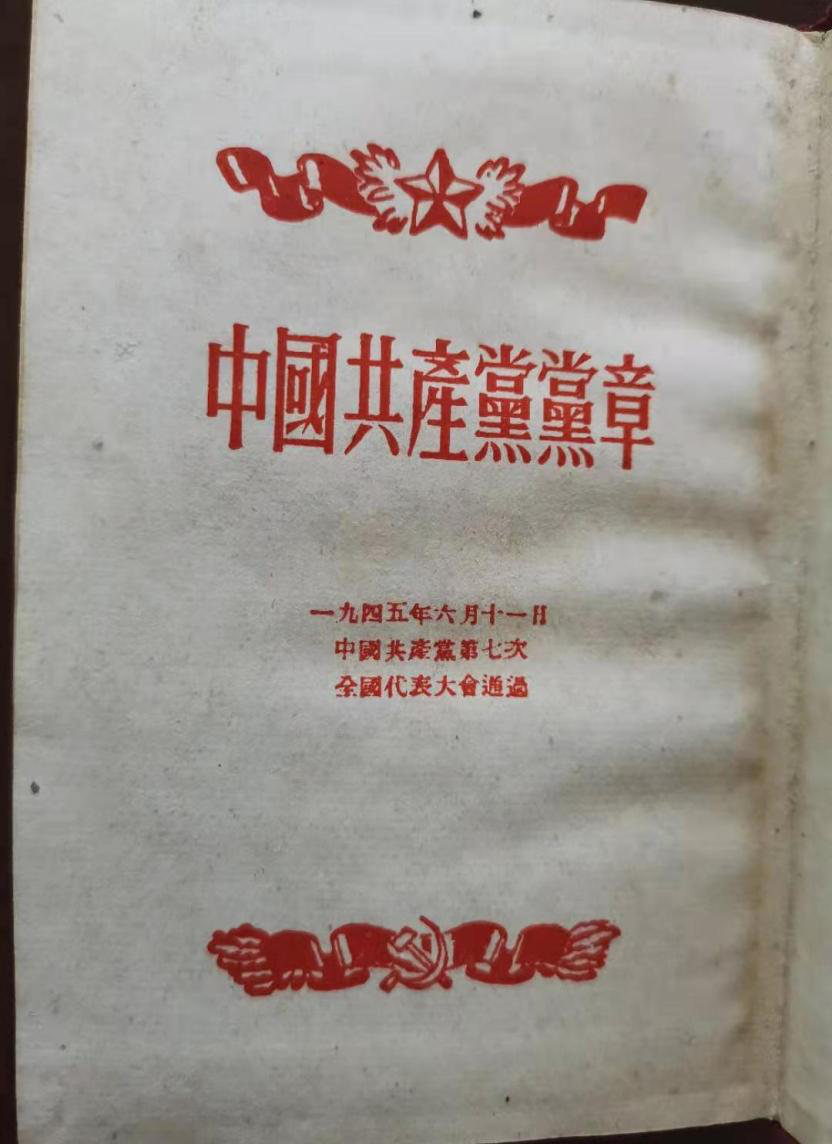 中國共產黨黨章
一九四五年六月十一日
中國共產黨第七次
全國代表大會通過